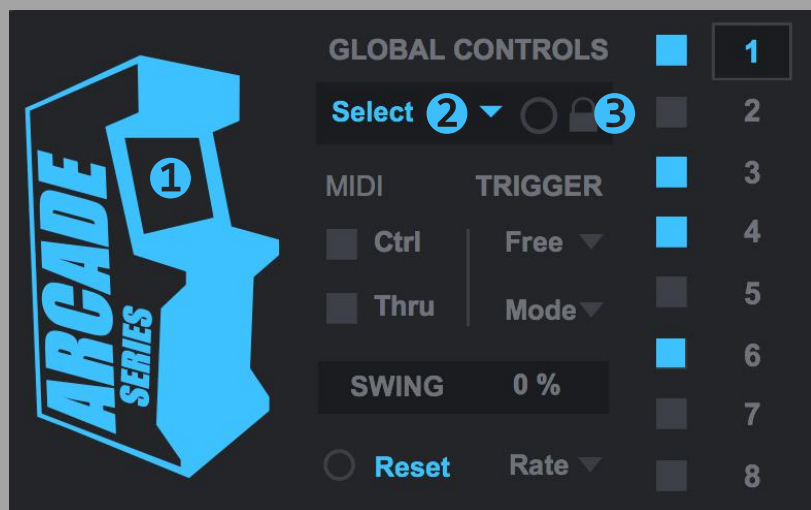 GLOBAL CONTROLS
Select 2 3
1
MIDI TRIGGER
Ctrl Free
Thru Mode
SWING 0 %
Reset Rate
ARCADE
SERIES
1
2
3
4
5
6
7
8